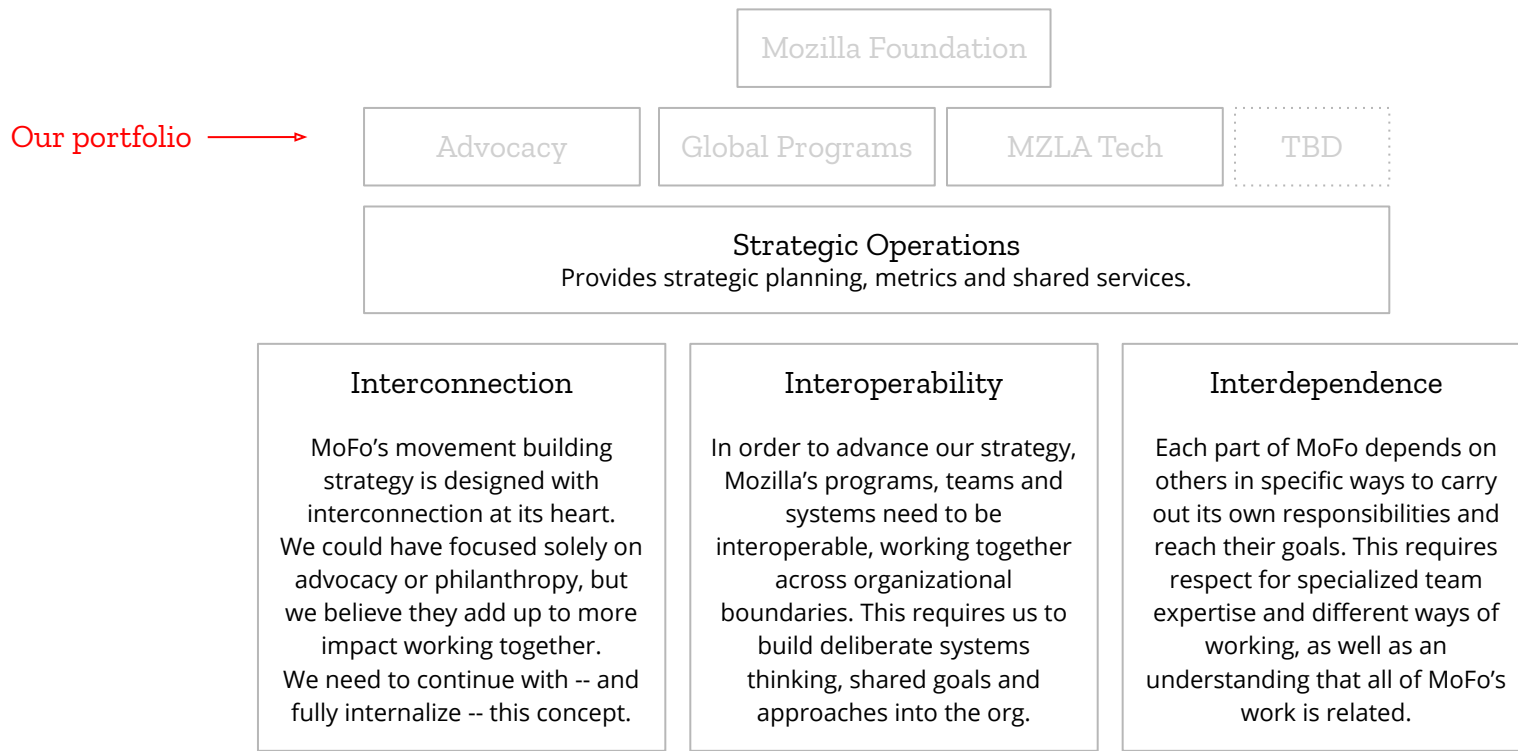 Mozilla Foundation
Our portfolio
Advocacy
Global Programs
MZLA Tech
TBD
Strategic Operations
Provides strategic planning, metrics and shared services.
Interconnection
MoFo’s movement building
strategy is designed with
interconnection at its heart.
We could have focused solely on
advocacy or philanthropy, but
we believe they add up to more
impact working together.
We need to continue with -- and
fully internalize -- this concept.
Interoperability
In order to advance our strategy,
Mozilla’s programs, teams and
systems need to be
interoperable, working together
across organizational
boundaries. This requires us to
build deliberate systems
thinking, shared goals and
approaches into the org.
Interdependence
Each part of MoFo depends on
others in specific ways to carry
out its own responsibilities and
reach their goals. This requires
respect for specialized team
expertise and different ways of
working, as well as an
understanding that all of MoFo’s
work is related.